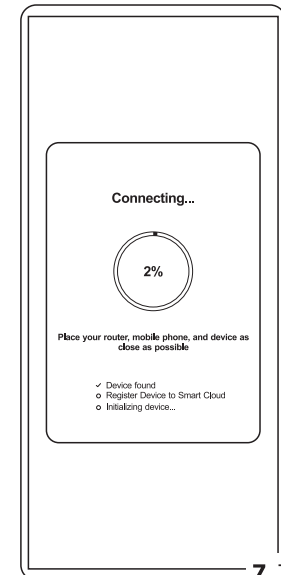 Connecting...
2%
Place your router, mobile phone, and device as
close as possible
✓ Device found
o Register Device to Smart Cloud
o Initializing device...
7